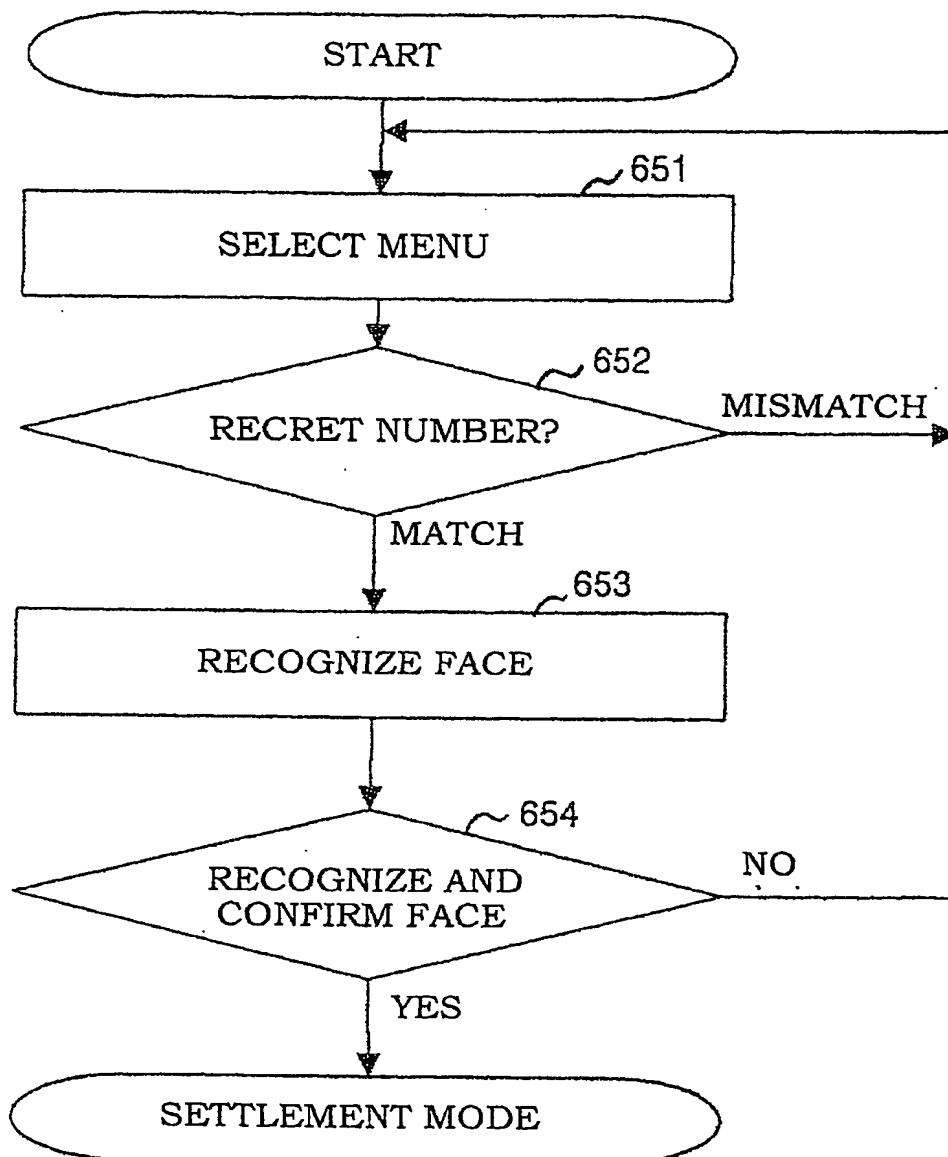 START
651
SELECT MENU
652
RECRET NUMBER?
MISMATCH
MATCH
653
RECOGNIZE FACE
654
RECOGNIZE AND
CONFIRM FACE
NO
YES
SETTLEMENT MODE